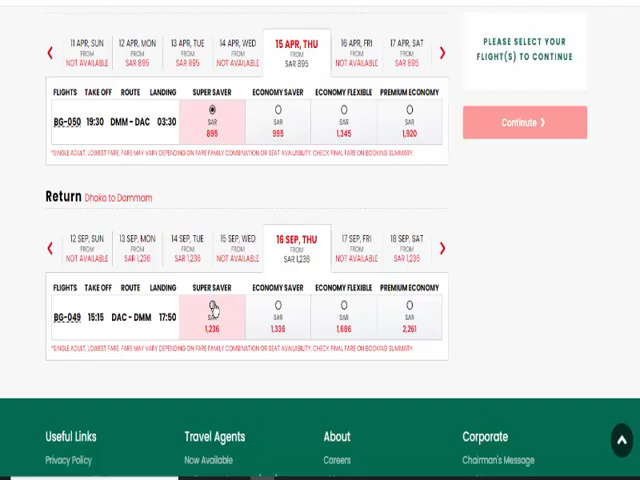 11 APR, SUN 12 APR, MON 13 APR, TUE 14 APR, WED 15 APR, THU 16 APR, FRI 17 APR, SAT
FROM FROM FROM FROM FROM FROM FROM
NOT AVAILABLE SAR 895 SAR 895 NOT AVAILABLE SAR 895 NOT AVAILABLE SAR 895
PLEASE SELECT YOUR
FLIGHT(S) TO CONTINUE
Continue
FLIGHTS TAKE OFF ROUTE LANDING SUPER SAVER ECONOMY SAVER ECONOMY FLEXIBLE PREMIUM ECONOMY
BG-050 19:30 DMM - DAC 03:30 SAR SAR SAR SAR
895 995 1,345 1,920
*SINGLE ADULT, LOWEST FARE. FARE MAY VARY DEPENDING ON FARE FAMILY COMBINATION OR SEAT AVAILABILITY. CHECK FINAL FARE ON BOOKING SUMMARY.
Return Dhaka to Dammam
12 SEP, SUN 13 SEP, MON 14 SEP, TUE 15 SEP, WED 16 SEP, THU 17 SEP, FRI 18 SEP, SAT
FROM FROM FROM FROM FROM FROM FROM
NOT AVAILABLE SAR 1,236 SAR 1,236 NOT AVAILABLE SAR 1,236 NOT AVAILABLE SAR 1,236
FLIGHTS TAKE OFF ROUTE LANDING SUPER SAVER ECONOMY SAVER ECONOMY FLEXIBLE PREMIUM ECONOMY
BG-049 15:15 DAC - DMM 17:50 SAR SAR SAR
1,236 1,336 1,686 2,261
*SINGLE ADULT, LOWEST FARE. FARE MAY VARY DEPENDING ON FARE FAMILY COMBINATION OR SEAT AVAILABILITY. CHECK FINAL FARE ON BOOKING SUMMARY.
Useful Links Travel Agents About Corporate
Privacy Policy Now Available Careers Chairman's Message